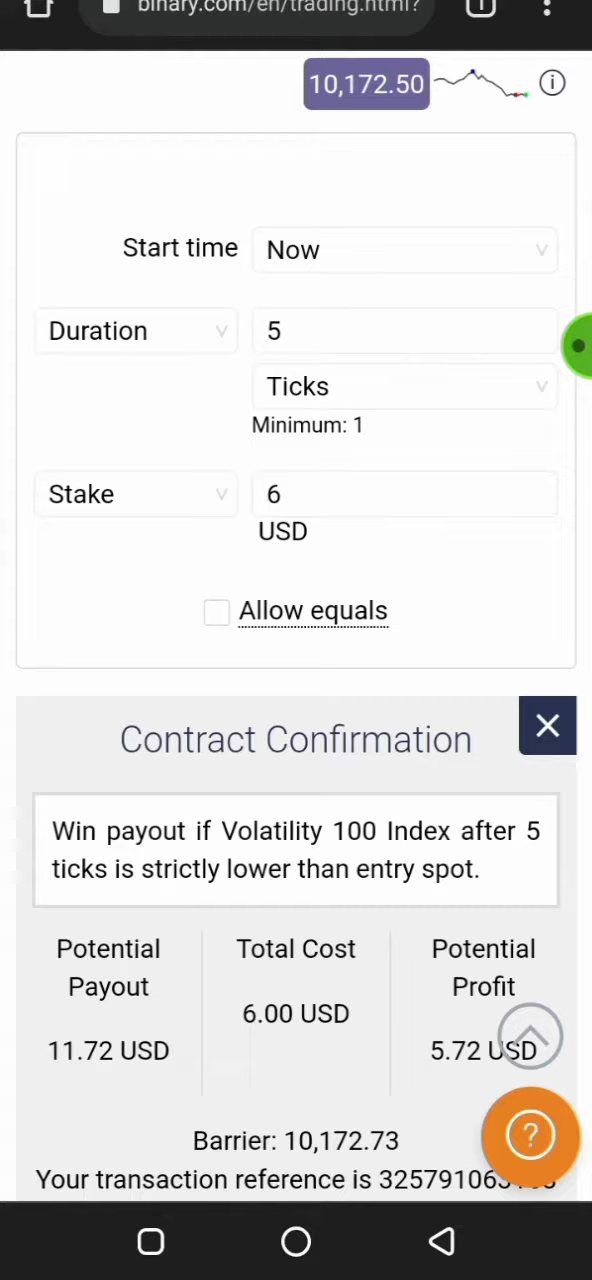 binary.com/en/trading.html?
10,172.50
Start time Now
Duration 5
Ticks
Minimum: 1
Stake 6
USD
Allow equals
Contract Confirmation
Win payout if Volatility 100 Index after 5
ticks is strictly lower than entry spot.
Potential Total Cost Potential
Payout Profit
6.00 USD
11.72 USD 5.72 USD
Barrier: 10,172.73
Your transaction reference is